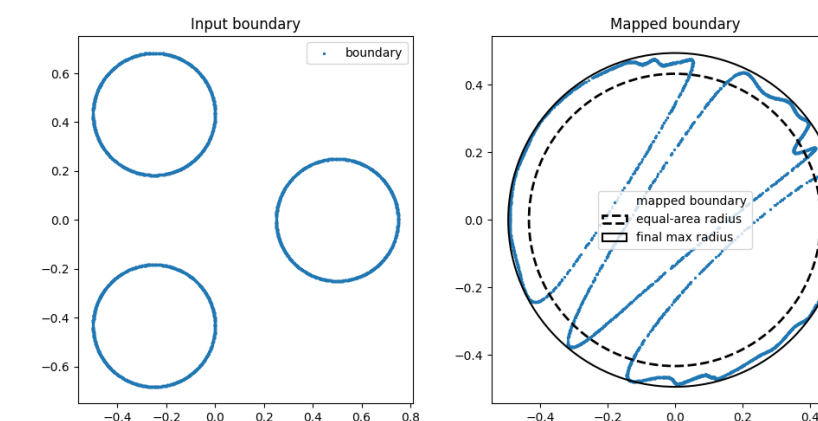 Input boundary
boundary
0.6
0.4
0.2
0.0
−0.2
−0.4
−0.6
−0.4 −0.2 0.0 0.2 0.4 0.6 0.8
Mapped boundary
mapped boundary
equal-area radius
final max radius
0.4
0.2
0.0
−0.2
−0.4
−0.4 −0.2 0.0 0.2 0.4